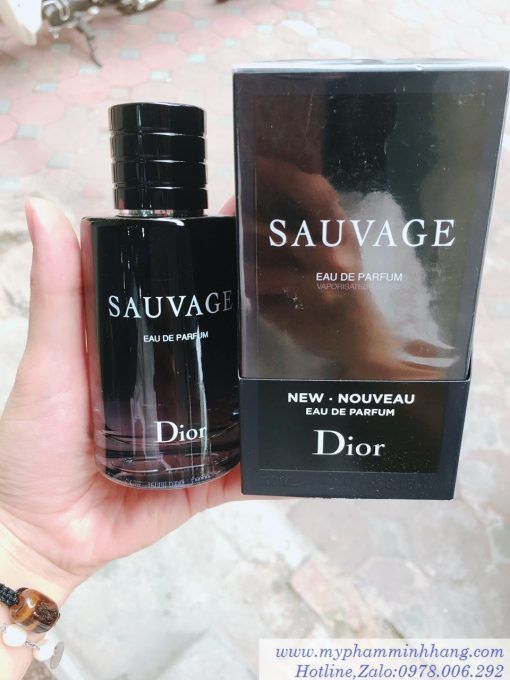 SAUVAGE
EAU DE PARFUM
Dior
SAUVAGE
EAU DE PARFUM
VAPORISATEUR
NEW · NOUVEAU
EAU DE PARFUM
Dior
www.myphamminhhang.com
Hotline,Zalo:0978.006.292